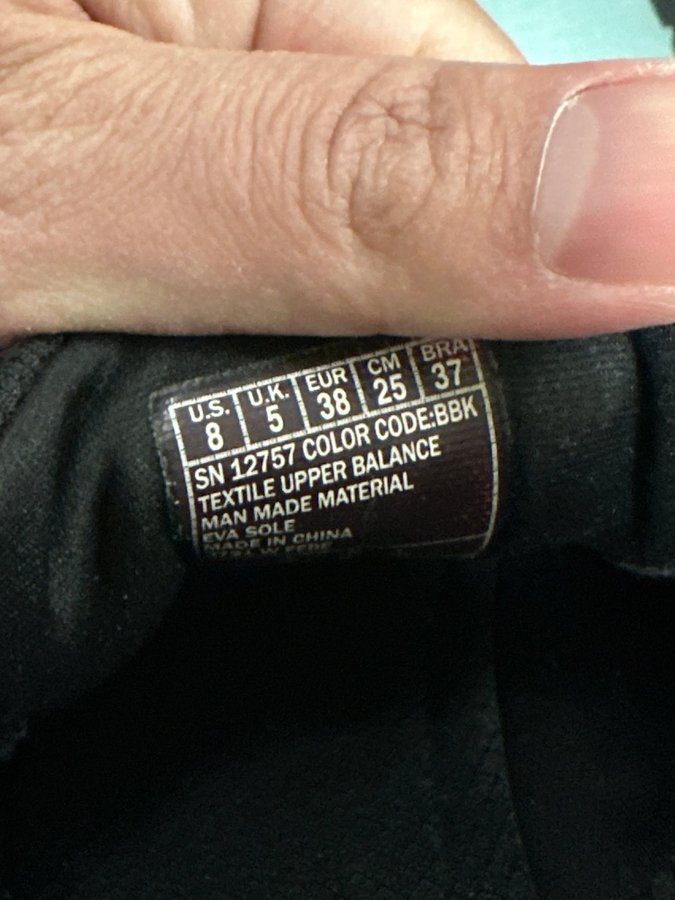 U.S. U.K. EUR CM BRA
8 5 38 25 37
SN 12757 COLOR CODE:BBK
TEXTILE UPPER BALANCE
MAN MADE MATERIAL
EVA SOLE
MADE IN CHINA